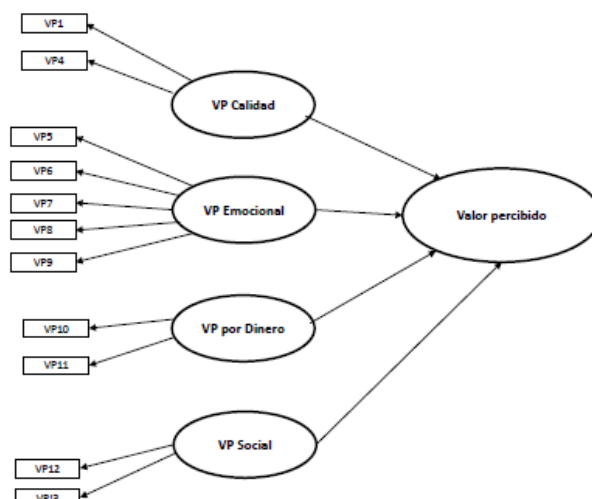 VP1
VP4
VP Calidad
VP5
VP6
VP7
VP8
VP9
VP Emocional
Valor percibido
VP10
VP11
VP por Dinero
VP Social
VP12
VP13